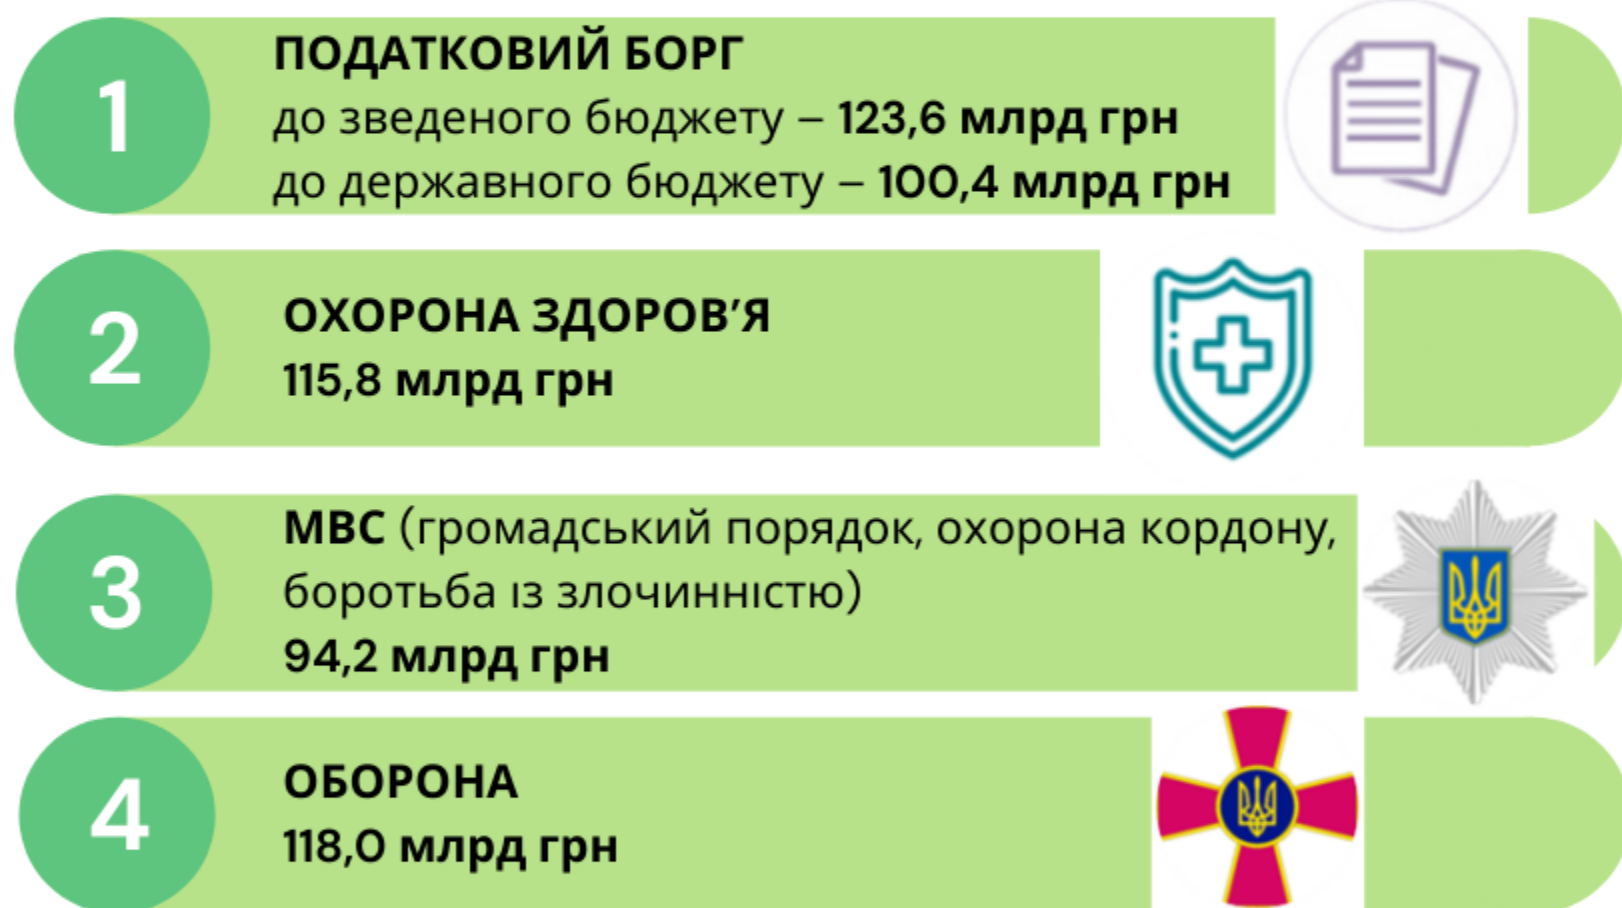 1
ПОДАТКОВИЙ БОРГ
до зведеного бюджету – 123,6 млрд грн
до державного бюджету – 100,4 млрд грн
2
ОХОРОНА ЗДОРОВ’Я
115,8 млрд грн
3
МВС (громадський порядок, охорона кордону,
боротьба із злочинністю)
94,2 млрд грн
4
ОБОРОНА
118,0 млрд грн